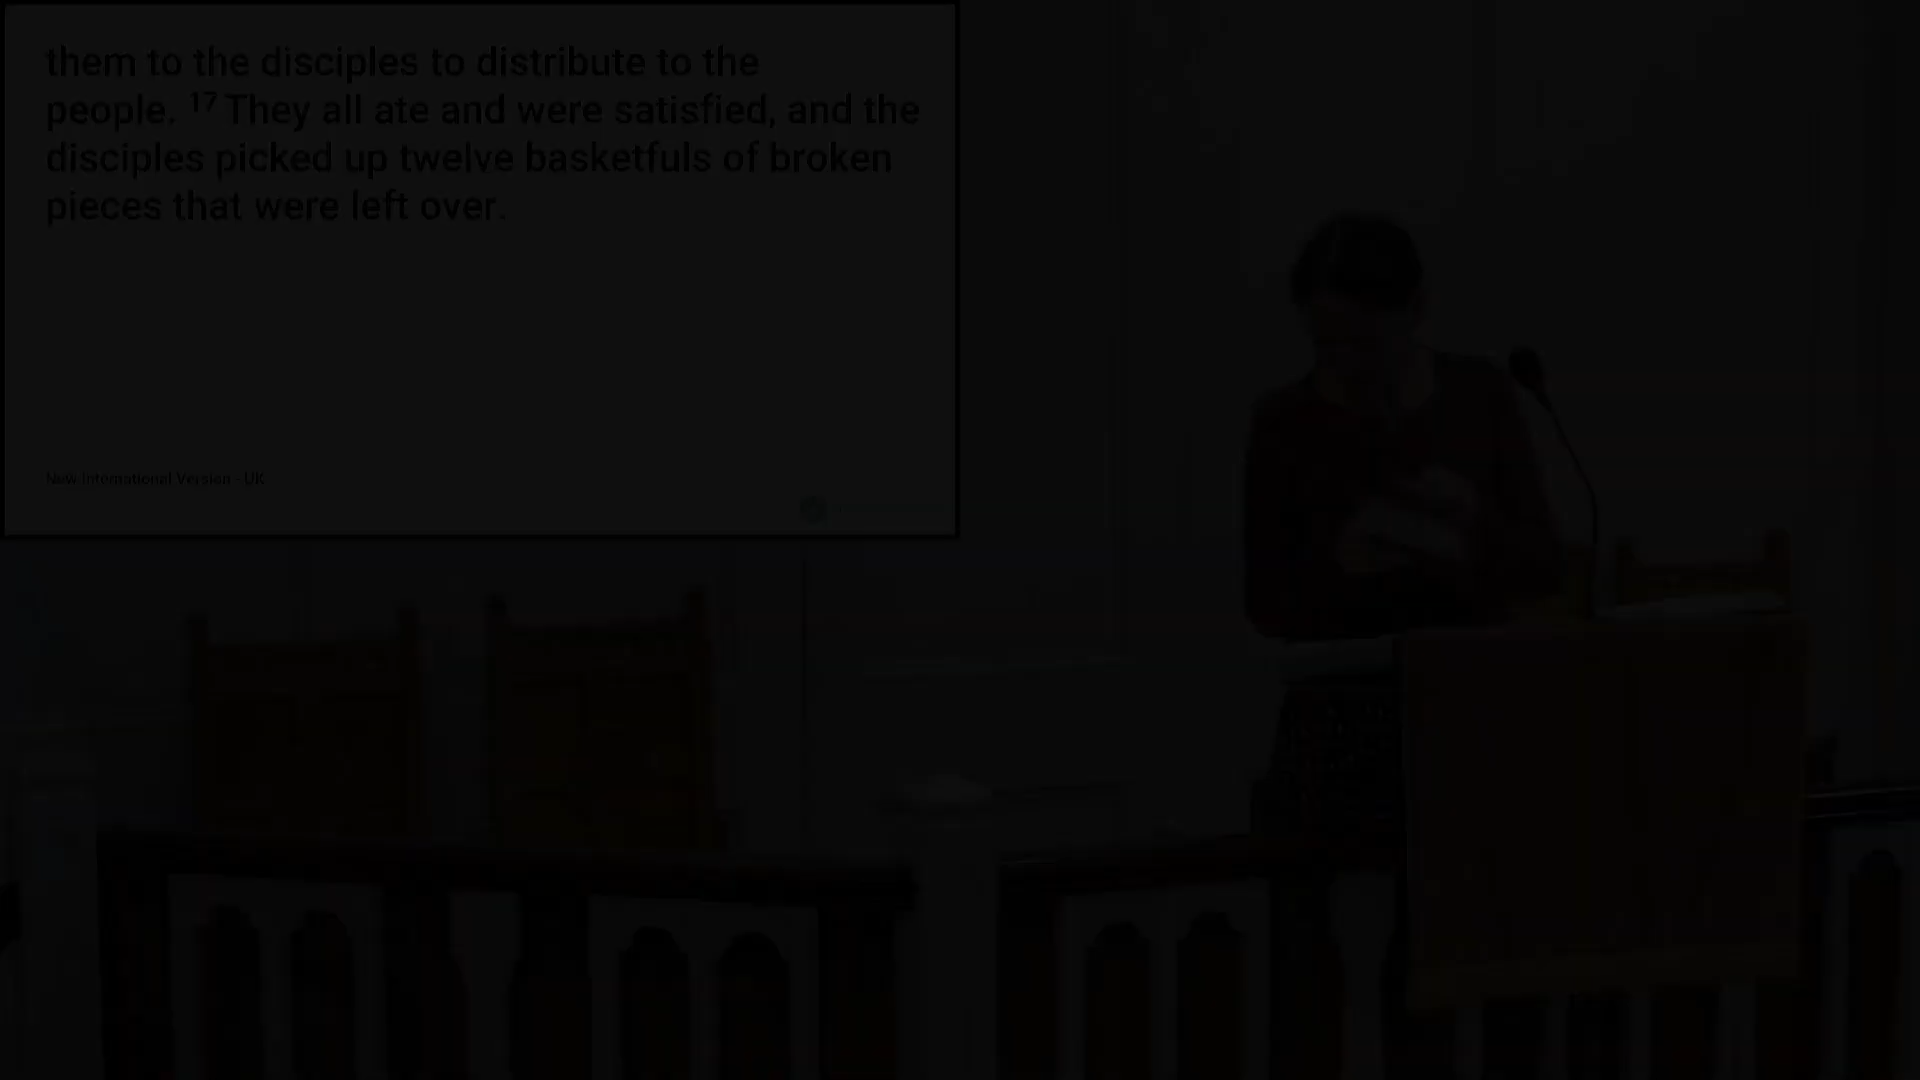 them to the disciples to distribute to the
people. 17 They all ate and were satisfied, and the
disciples picked up twelve basketfuls of broken
pieces that were left over.
New International Version - UK